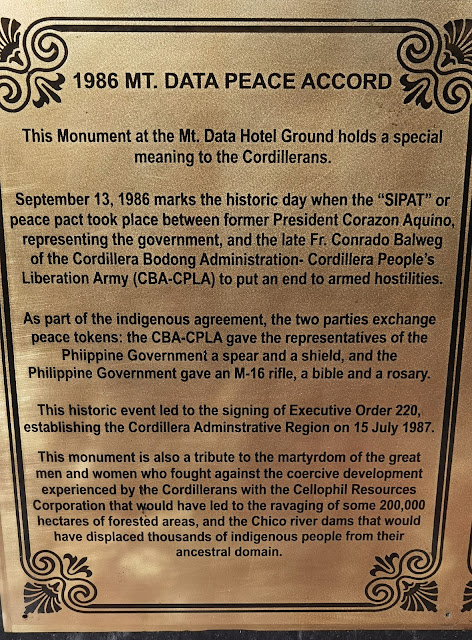 1986 MT. DATA PEACE ACCORD
This Monument at the Mt. Data Hotel Ground holds a special
meaning to the Cordillerans.
September 13, 1986 marks the historic day when the “SIPAT” or
peace pact took place between former President Corazon Aquino,
representing the government, and the late Fr. Conrado Balweg
of the Cordillera Bodong Administration- Cordillera People’s
Liberation Army (CBA-CPLA) to put an end to armed hostilities.
As part of the indigenous agreement, the two parties exchange
peace tokens: the CBA-CPLA gave the representatives of the
Phippine Government a spear and a shield, and the
Philippine Government gave an M-16 rifle, a bible and a rosary.
This historic event led to the signing of Executive Order 220,
establishing the Cordillera Adminstrative Region on 15 July 1987.
This monument is also a tribute to the martyrdom of the great
men and women who fought against the coercive development
experienced by the Cordillerans with the Cellophil Resources
Corporation that would have led to the ravaging of some 200,000
hectares of forested areas, and the Chico river dams that would
have displaced thousands of indigenous people from their
ancestral domain.